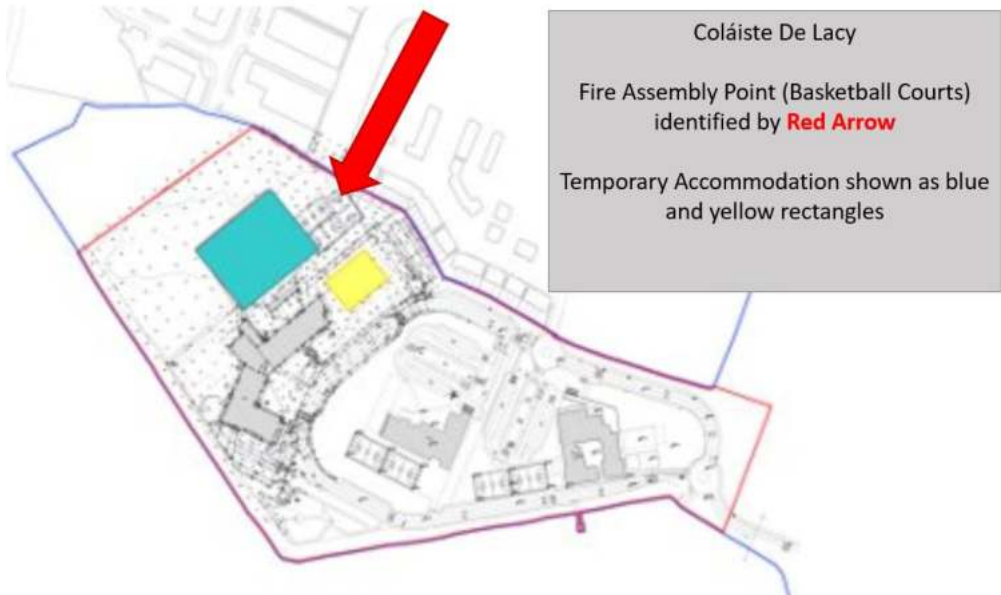 Coláiste De Lacy
Fire Assembly Point (Basketball Courts)
identified by Red Arrow
Temporary Accommodation shown as blue
and yellow rectangles